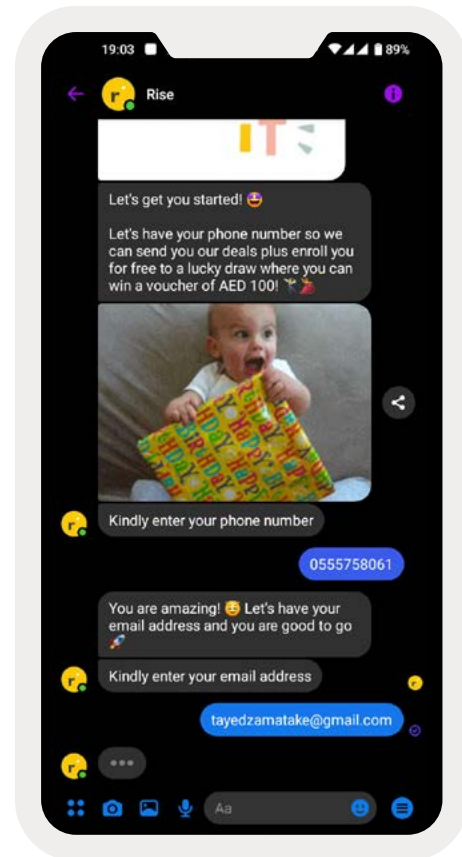 19:03 89%
r Rise
IT
Let's get you started! 🤩
Let's have your phone number so we
can send you our deals plus enroll you
for free to a lucky draw where you can
win a voucher of AED 100! 🕺💃
HAPPY BIRTHDAY
r Kindly enter your phone number
0555758061
You are amazing! 🥳 Let's have your
email address and you are good to go
🚀
r Kindly enter your email address
r
tayedzamatake@gmail.com
r
Aa